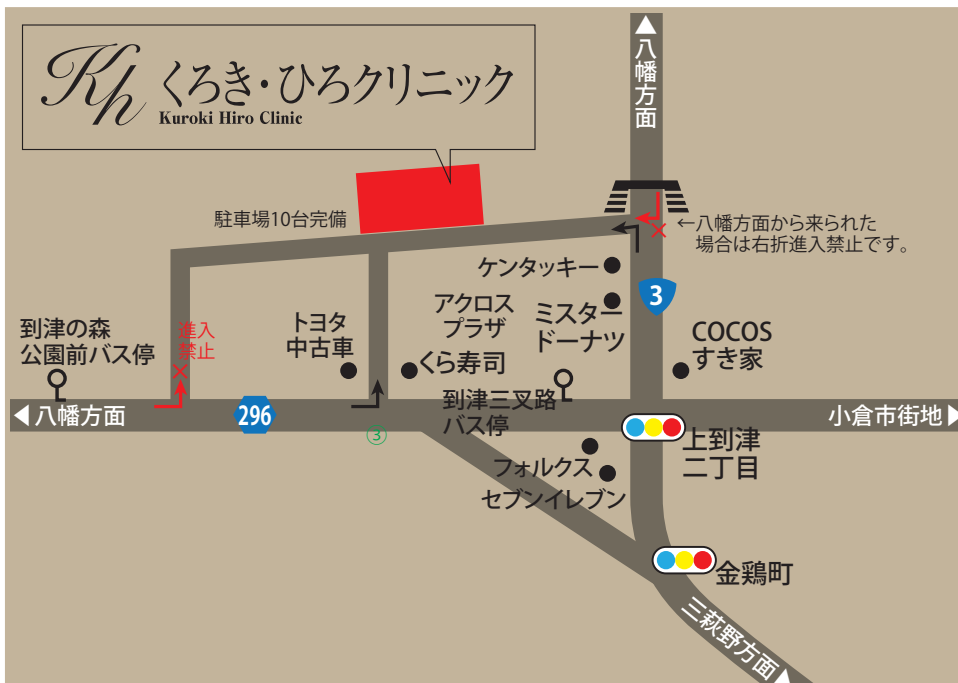 Kh くろき・ひろクリニック
Kuroki Hiro Clinic
▲八幡方面
駐車場10台完備
←八幡方面から来られた
場合は右折進入禁止です。
ケンタッキー
アクロス
プラザ
ミスター
ドーナツ
3
到津の森
公園前バス停
進入
禁止
トヨタ
中古車
くら寿司
COCOS
すき家
到津三叉路
バス停
◀八幡方面
296
③
小倉市街地▶
上到津
二丁目
フォルクス
セブンイレブン
金鶏町
三萩野方面▶